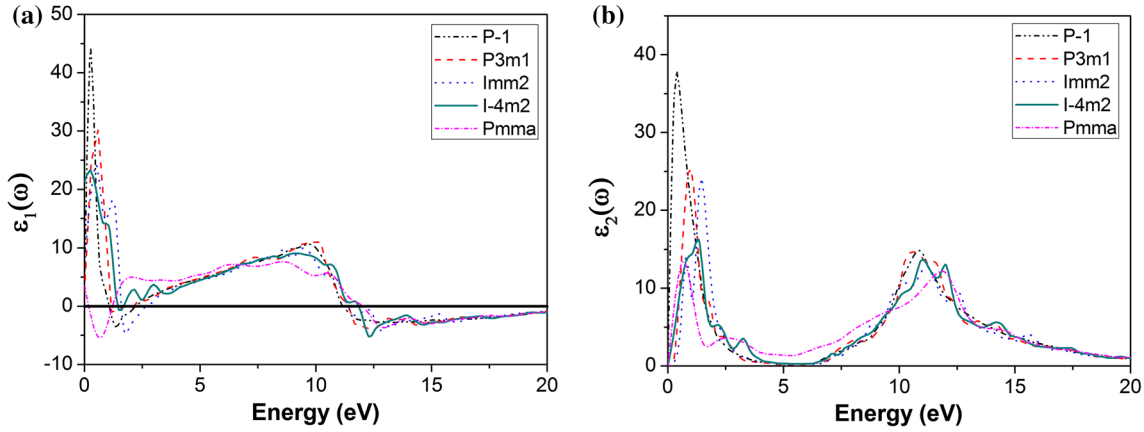 (a)
50
40
30
20
10
0
-10
ε1(ω)
0 5 10 15 20
Energy (eV)
P-1
P3m1
Imm2
I-4m2
Pmma
(b)
40
30
20
10
0
ε2(ω)
0 5 10 15 20
Energy (eV)
P-1
P3m1
Imm2
I-4m2
Pmma